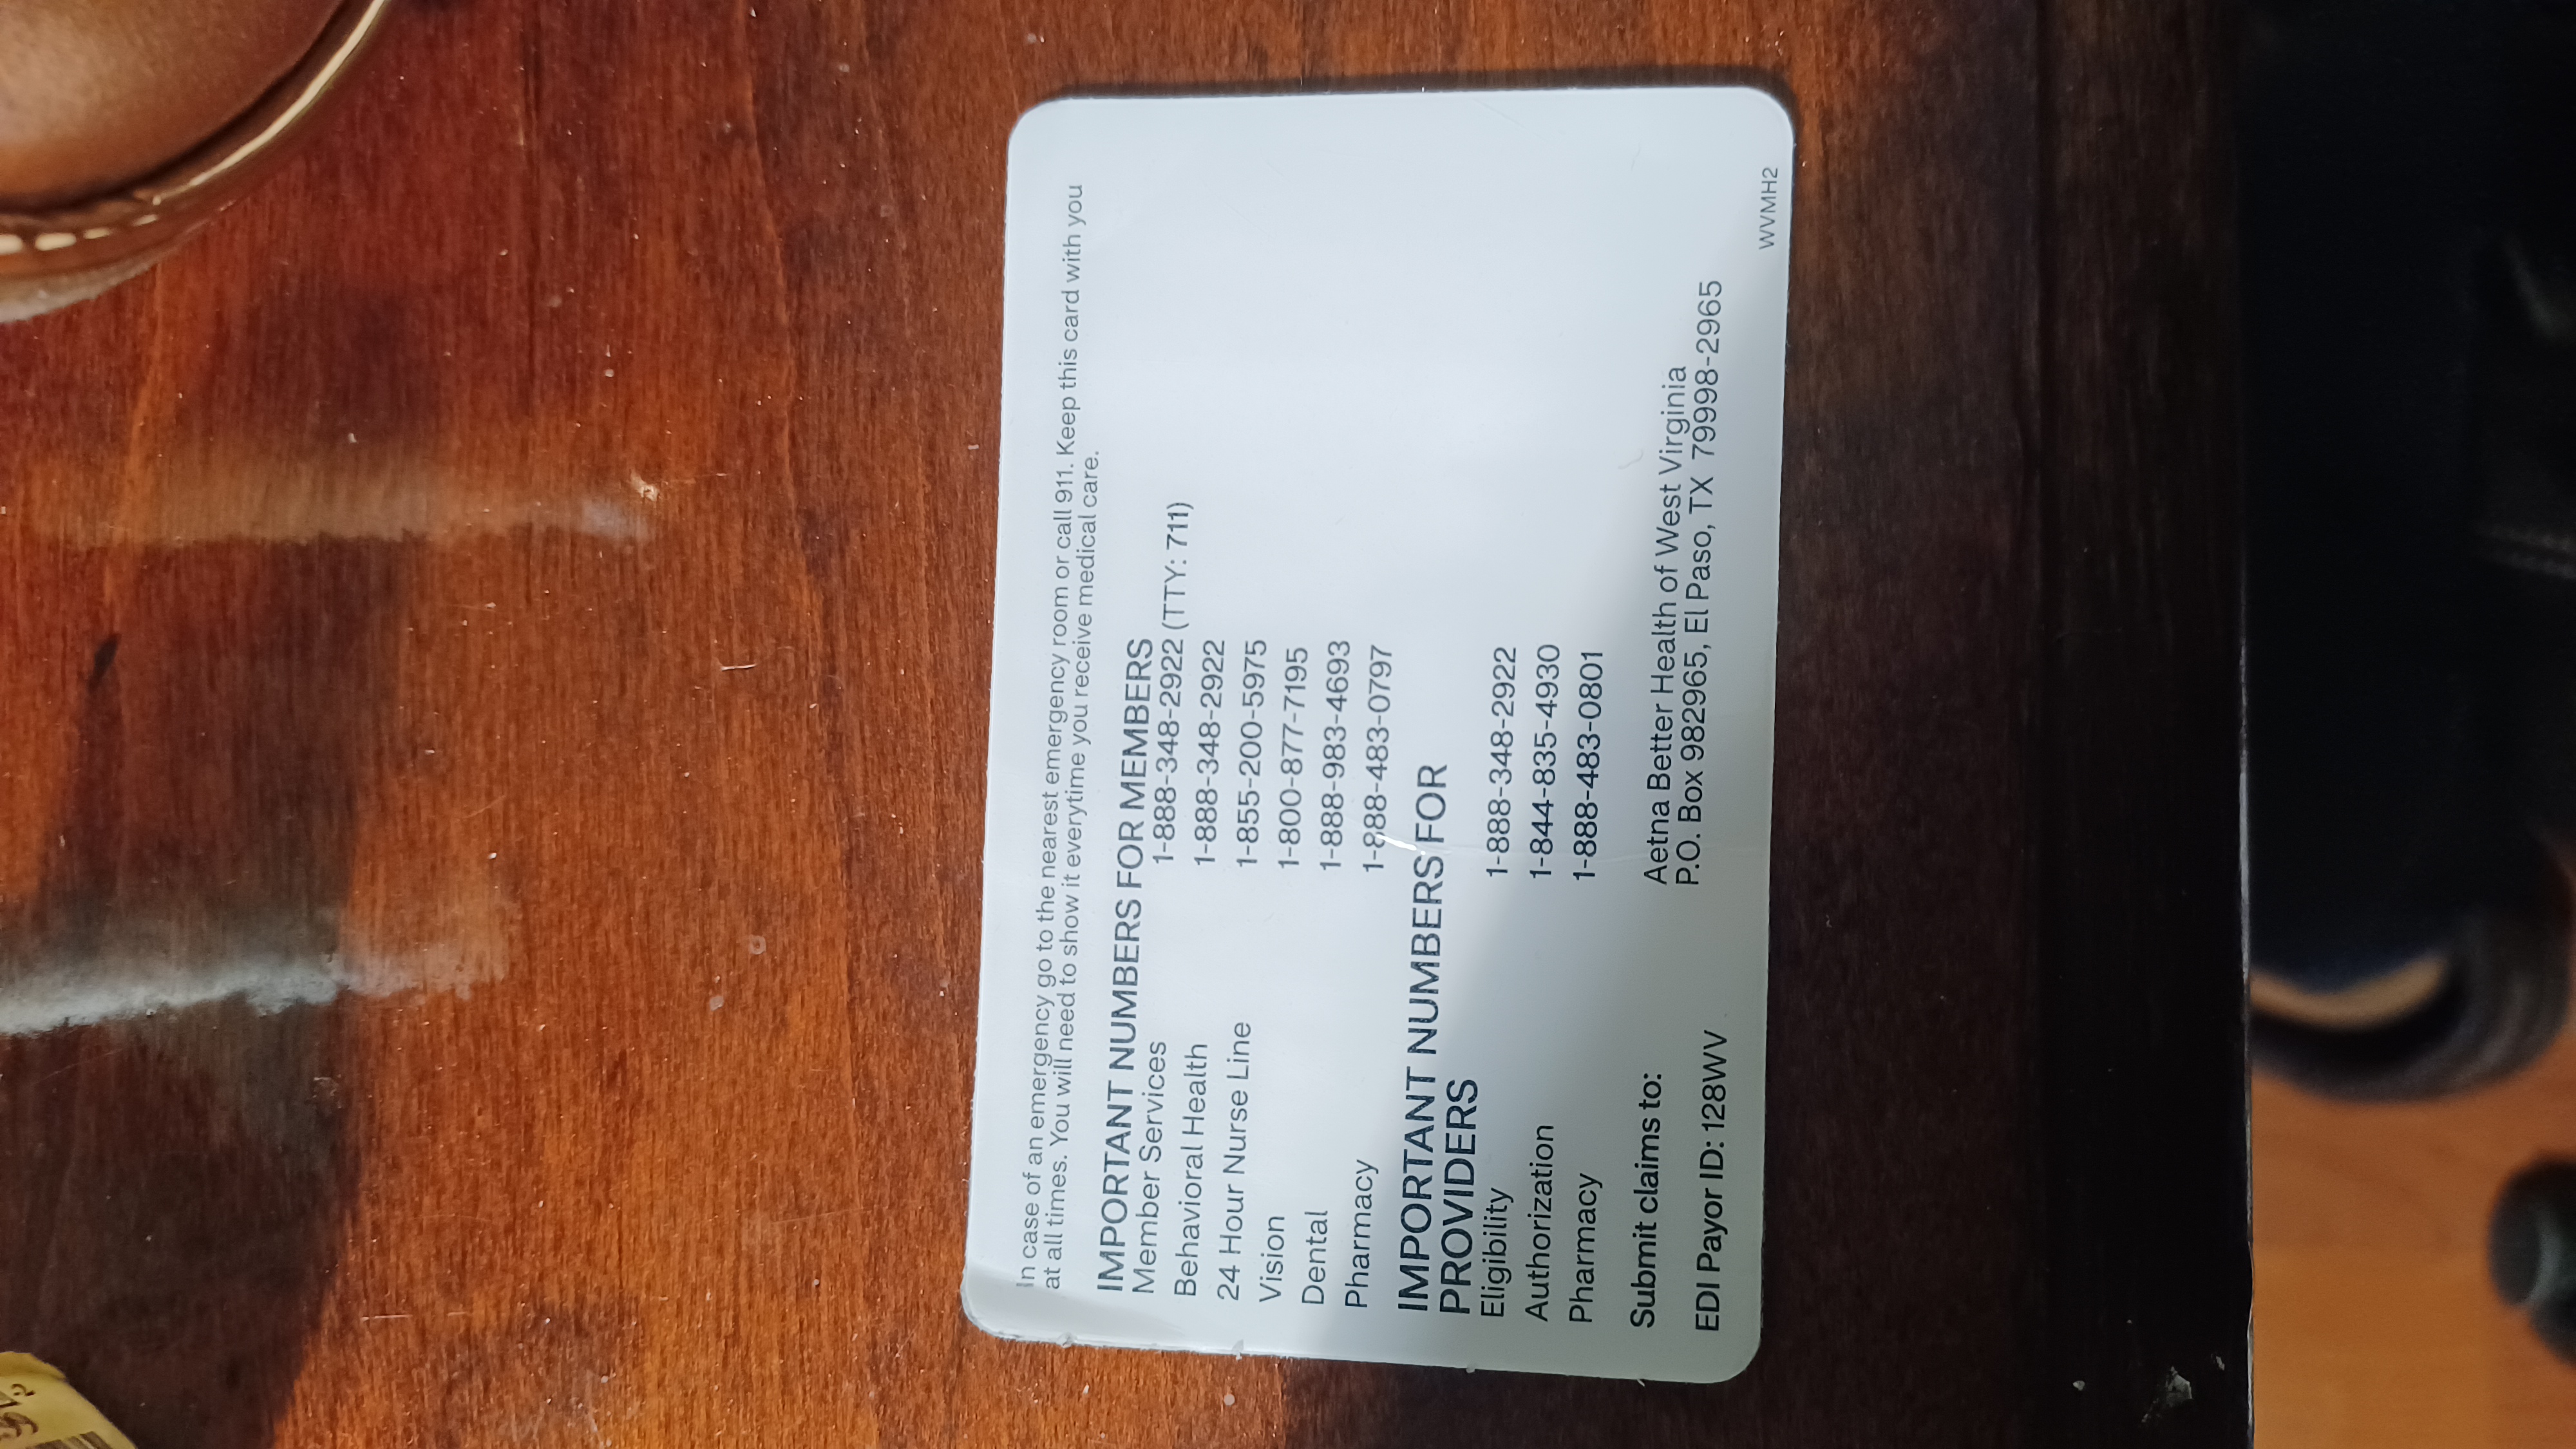 In case of an emergency go to the nearest emergency room or call 911. Keep this card with you
at all times. You will need to show it everytime you receive medical care.
IMPORTANT NUMBERS FOR MEMBERS
Member Services 1-888-348-2922 (TTY: 711)
Behavioral Health 1-888-348-2922
24 Hour Nurse Line 1-855-200-5975
Vision 1-800-877-7195
Dental 1-888-983-4693
Pharmacy 1-888-483-0797
IMPORTANT NUMBERS FOR
PROVIDERS
Eligibility 1-888-348-2922
Authorization 1-844-835-4930
Pharmacy 1-888-483-0801
Submit claims to: Aetna Better Health of West Virginia
P.O. Box 982965, El Paso, TX 79998-2965
EDI Payor ID: 128WV
WVMH2